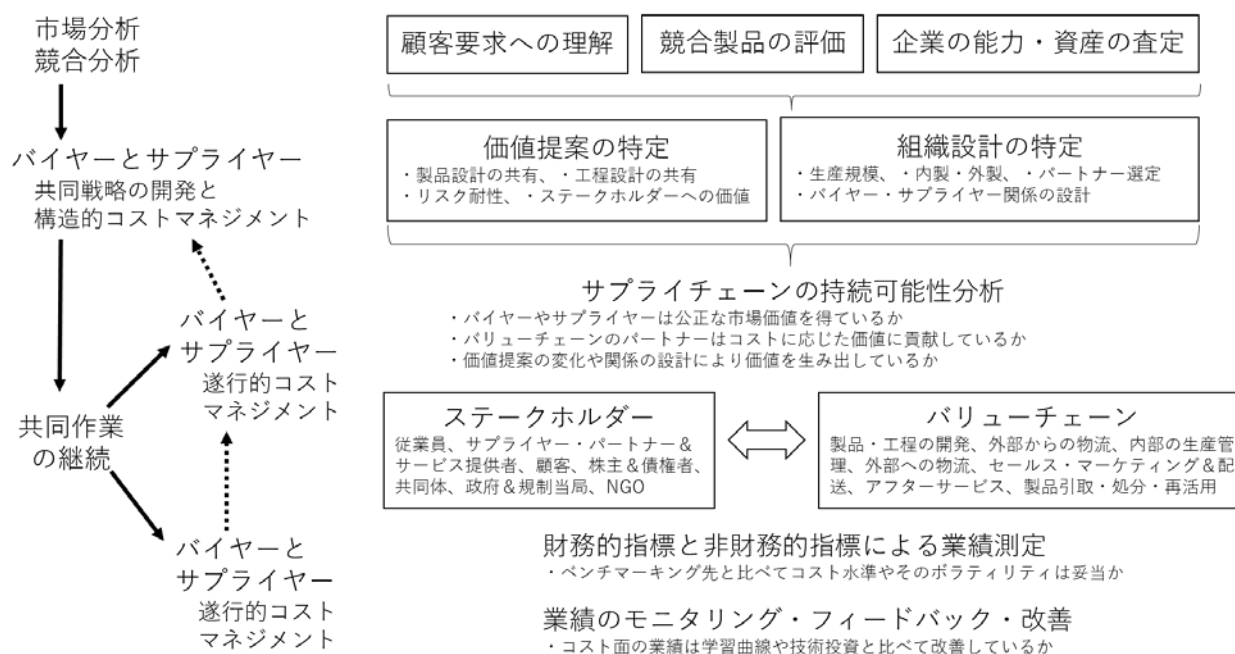 市場分析
競合分析
バイヤーとサプライヤー
共同戦略の開発と
構造的コストマネジメント
バイヤーと
サプライヤー
遂行的コスト
マネジメント
共同作業
の継続
バイヤーと
サプライヤー
遂行的コスト
マネジメント
顧客要求への理解
競合製品の評価
企業の能力・資産の査定
価値提案の特定
・製品設計の共有、・工程設計の共有
・リスク耐性、・ステークホルダーへの価値
組織設計の特定
・生産規模、・内製・外製、・パートナー選定
・バイヤー・サプライヤー関係の設計
サプライチェーンの持続可能性分析
・バイヤーやサプライヤーは公正な市場価値を得ているか
・バリューチェーンのパートナーはコストに応じた価値に貢献しているか
・価値提案の変化や関係の設計により価値を生み出しているか
ステークホルダー
従業員、サプライヤー・パートナー＆
サービス提供者、顧客、株主＆債権者、
共同体、政府＆規制当局、NGO
バリューチェーン
製品・工程の開発、外部からの物流、内部の生産管
理、外部への物流、セールス・マーケティング＆配
送、アフターサービス、製品引取・処分・再活用
財務的指標と非財務的指標による業績測定
・ベンチマーキング先と比べてコスト水準やそのボラティリティは妥当か
業績のモニタリング・フィードバック・改善
・コスト面の業績は学習曲線や技術投資と比べて改善しているか